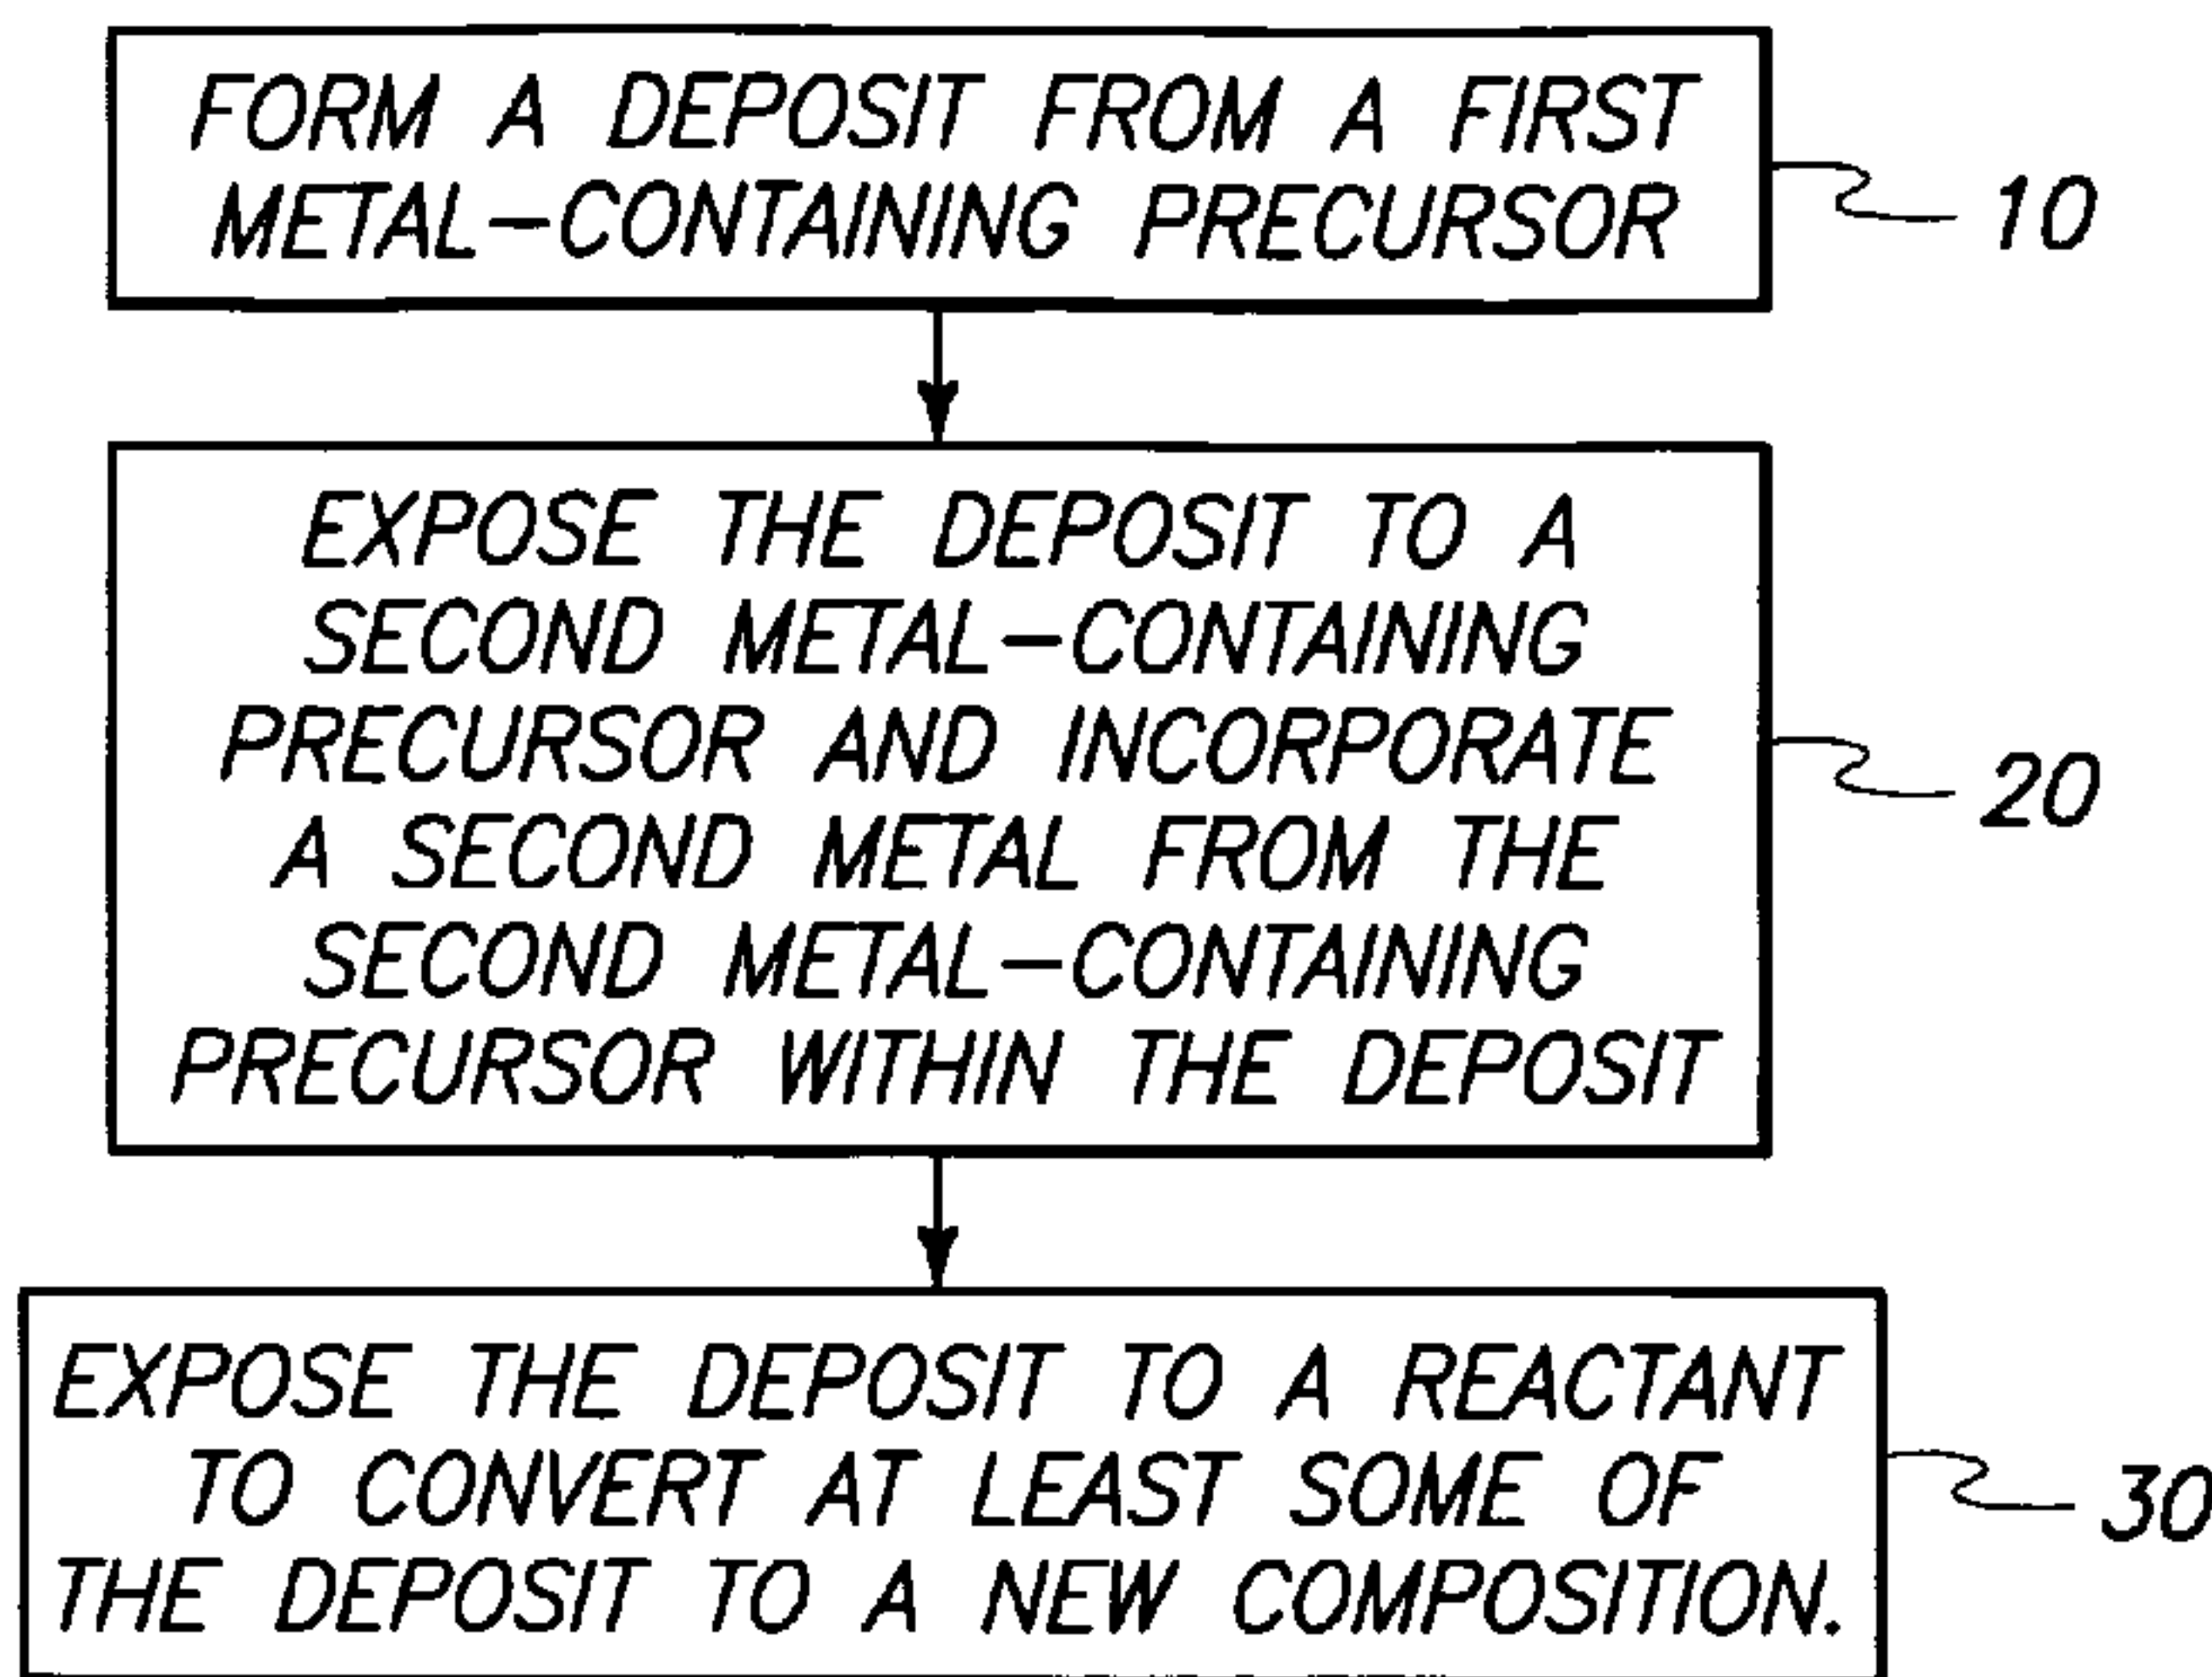 FORM A DEPOSIT FROM A FIRST
METAL-CONTAINING PRECURSOR
10
EXPOSE THE DEPOSIT TO A
SECOND METAL-CONTAINING
PRECURSOR AND INCORPORATE
A SECOND METAL FROM THE
SECOND METAL-CONTAINING
PRECURSOR WITHIN THE DEPOSIT
20
EXPOSE THE DEPOSIT TO A REACTANT
TO CONVERT AT LEAST SOME OF
THE DEPOSIT TO A NEW COMPOSITION.
30